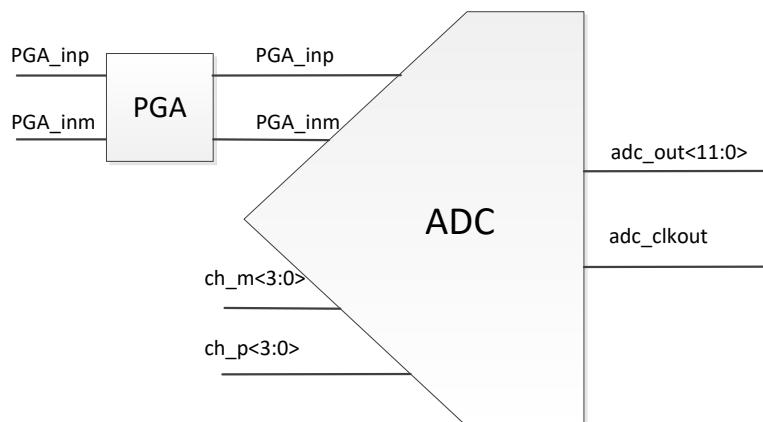 PGA_inp
PGA_inp
PGA
PGA_inm
PGA_inm
adc_out<11:0>
ADC
adc_clkout
ch_m<3:0>
ch_p<3:0>